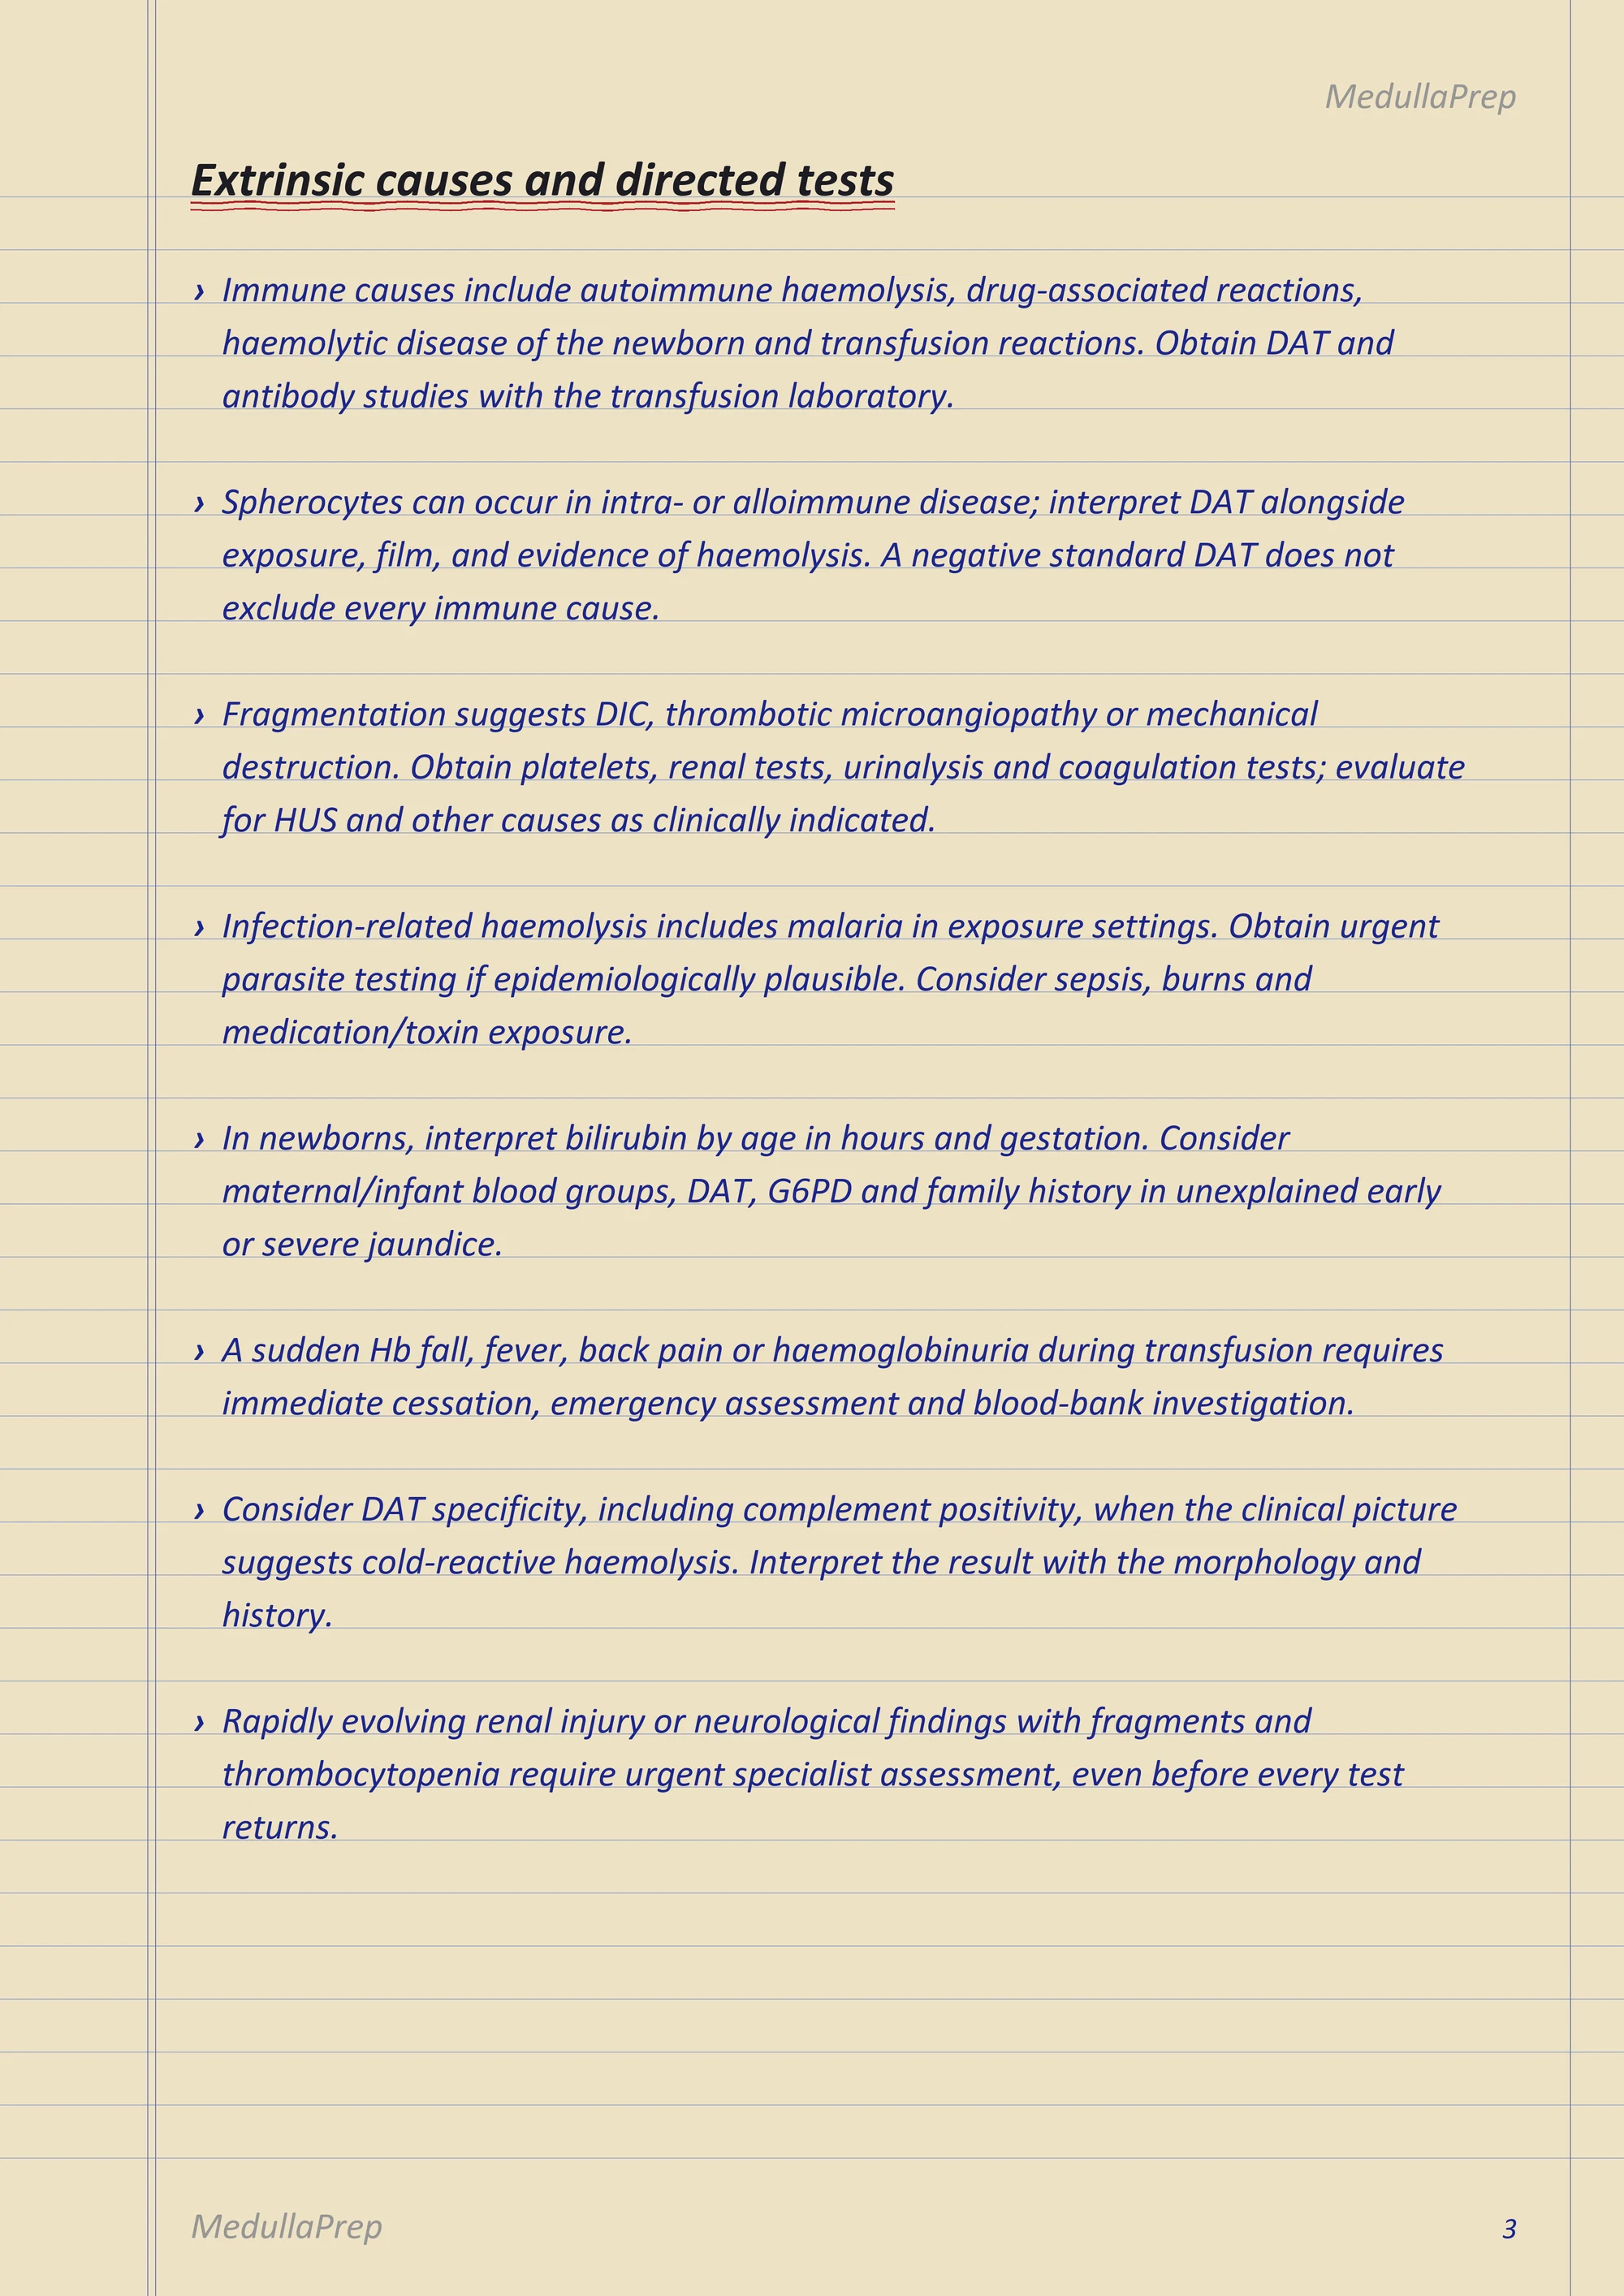 MedullaPrep
Extrinsic causes and directed tests
› Immune causes include autoimmune haemolysis, drug-associated reactions,
haemolytic disease of the newborn and transfusion reactions. Obtain DAT and
antibody studies with the transfusion laboratory.
› Spherocytes can occur in intra- or alloimmune disease; interpret DAT alongside
exposure, film, and evidence of haemolysis. A negative standard DAT does not
exclude every immune cause.
› Fragmentation suggests DIC, thrombotic microangiopathy or mechanical
destruction. Obtain platelets, renal tests, urinalysis and coagulation tests; evaluate
for HUS and other causes as clinically indicated.
› Infection-related haemolysis includes malaria in exposure settings. Obtain urgent
parasite testing if epidemiologically plausible. Consider sepsis, burns and
medication/toxin exposure.
› In newborns, interpret bilirubin by age in hours and gestation. Consider
maternal/infant blood groups, DAT, G6PD and family history in unexplained early
or severe jaundice.
› A sudden Hb fall, fever, back pain or haemoglobinuria during transfusion requires
immediate cessation, emergency assessment and blood-bank investigation.
› Consider DAT specificity, including complement positivity, when the clinical picture
suggests cold-reactive haemolysis. Interpret the result with the morphology and
history.
› Rapidly evolving renal injury or neurological findings with fragments and
thrombocytopenia require urgent specialist assessment, even before every test
returns.
MedullaPrep
3